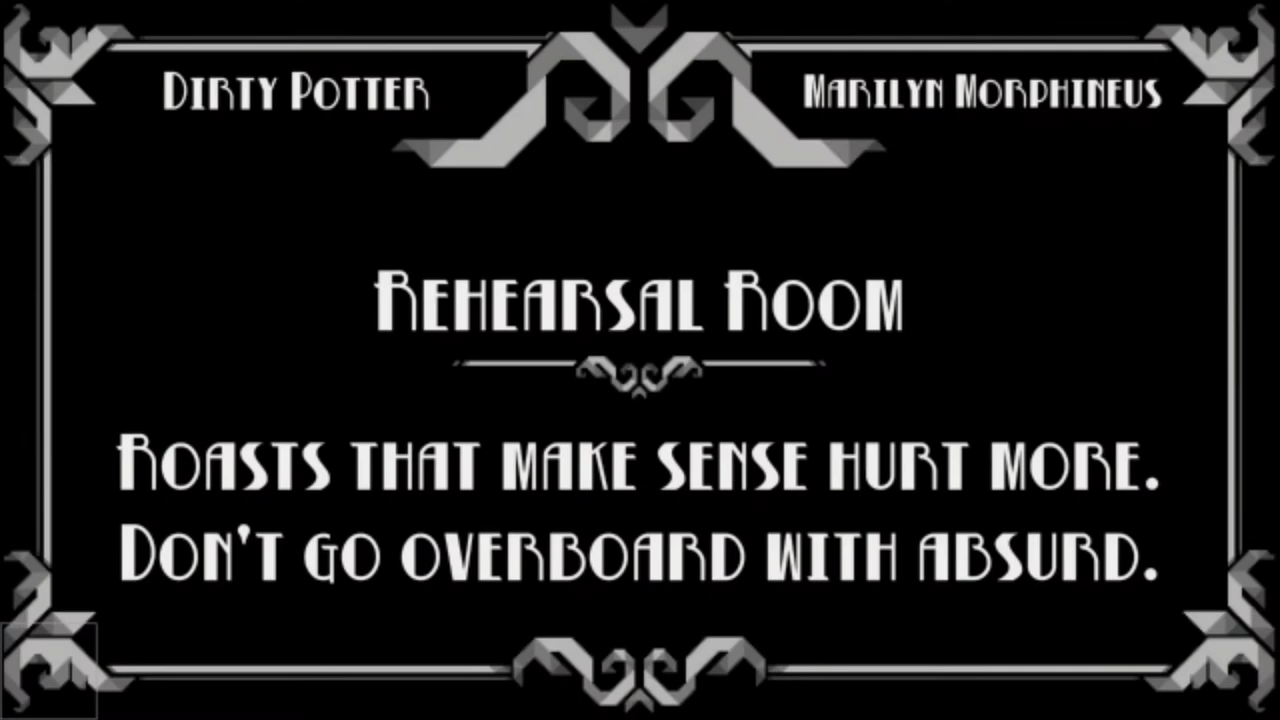 Dirty Potter
Marilyn Morphineus
Rehearsal Room
Roasts that make sense hurt more.
Don't go overboard with absurd.